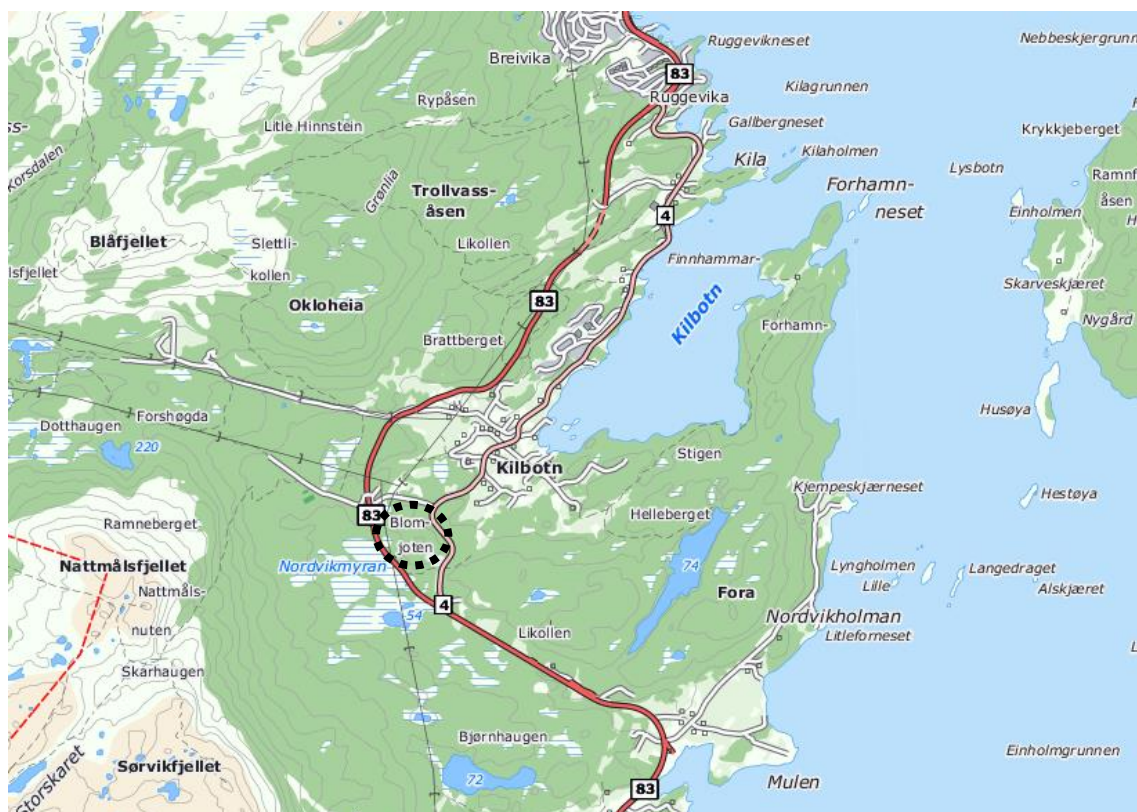 Ruggevikneset
Nebbeskjergrunn
Breivika
83
Ruggevika
Kilagrunnen
Rypåsen
Litle Hinnstein
Gallbergneset
Krykkjeberget
Korsdalen
Grønlia
Kila
Kilaholmen
Lysbotn
Ramnf
åsen
Trollvass-
åsen
Forhamn-
neset
4
Einholmen
Blåfjellet
Slettli-
kollen
Likollen
Finnhammar-
lsfjellet
Skarveskjæret
Okloheia
83
Kilbotn
Forhamn-
Nygård
Brattberget
Forshøgda
Husøya
Dotthaugen
220
Kilbotn
Stigen
Kjempeskjærneset
Hestøya
83
Blom-
joten
Helleberget
Ramneberget
Nattmålsfjellet
Nordvikmyran
74
Lyngholmen
Lille
Langedraget
Alskjæret
Nattmåls-
nuten
Fora
4
54
Nordvikholman
Likollen
Litleforneset
Skarhaugen
Bjørnhaugen
Einholmgrunnen
Storskaret
Sørvikfjellet
72
83
Mulen